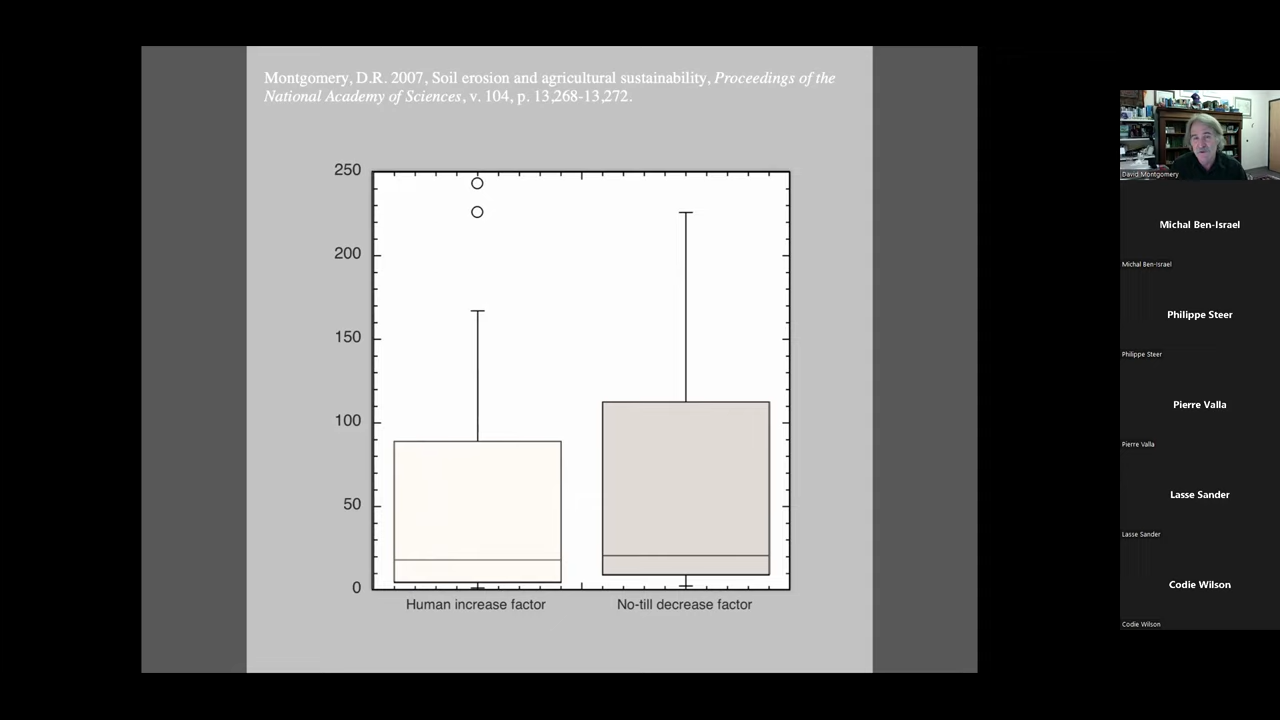 Montgomery, D.R. 2007, Soil erosion and agricultural sustainability, Proceedings of the
National Academy of Sciences, v. 104, p. 13,268-13,272.
250
200
150
100
50
0
Human increase factor
No-till decrease factor
David Montgomery
Michal Ben-Israel
Michal Ben-Israel
Philippe Steer
Philippe Steer
Pierre Valla
Pierre Valla
Lasse Sander
Lasse Sander
Codie Wilson
Codie Wilson